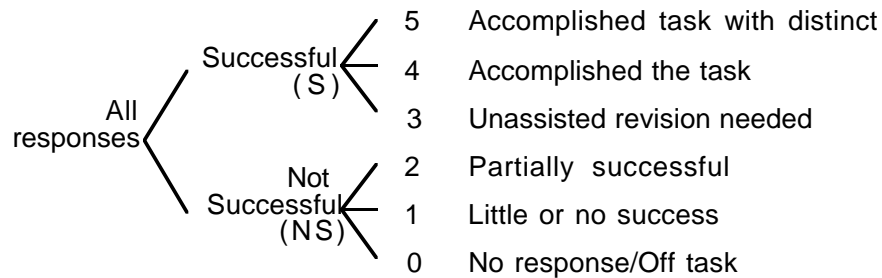 All
responses
Successful
(S)
5 Accomplished task with distinct
4 Accomplished the task
3 Unassisted revision needed
Not
Successful
(NS)
2 Partially successful
1 Little or no success
0 No response/Off task